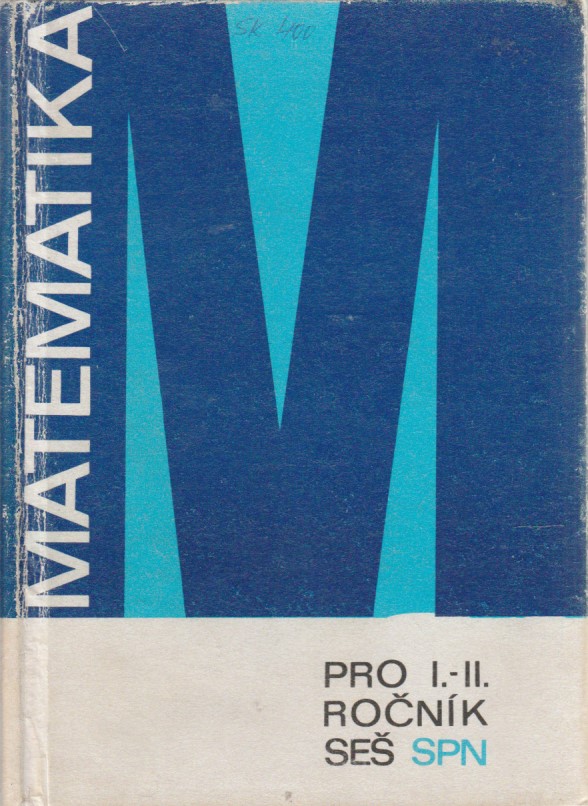 SK 400
MATEMATIKA
PRO I.-II.
ROČNÍK
SEŠ SPN